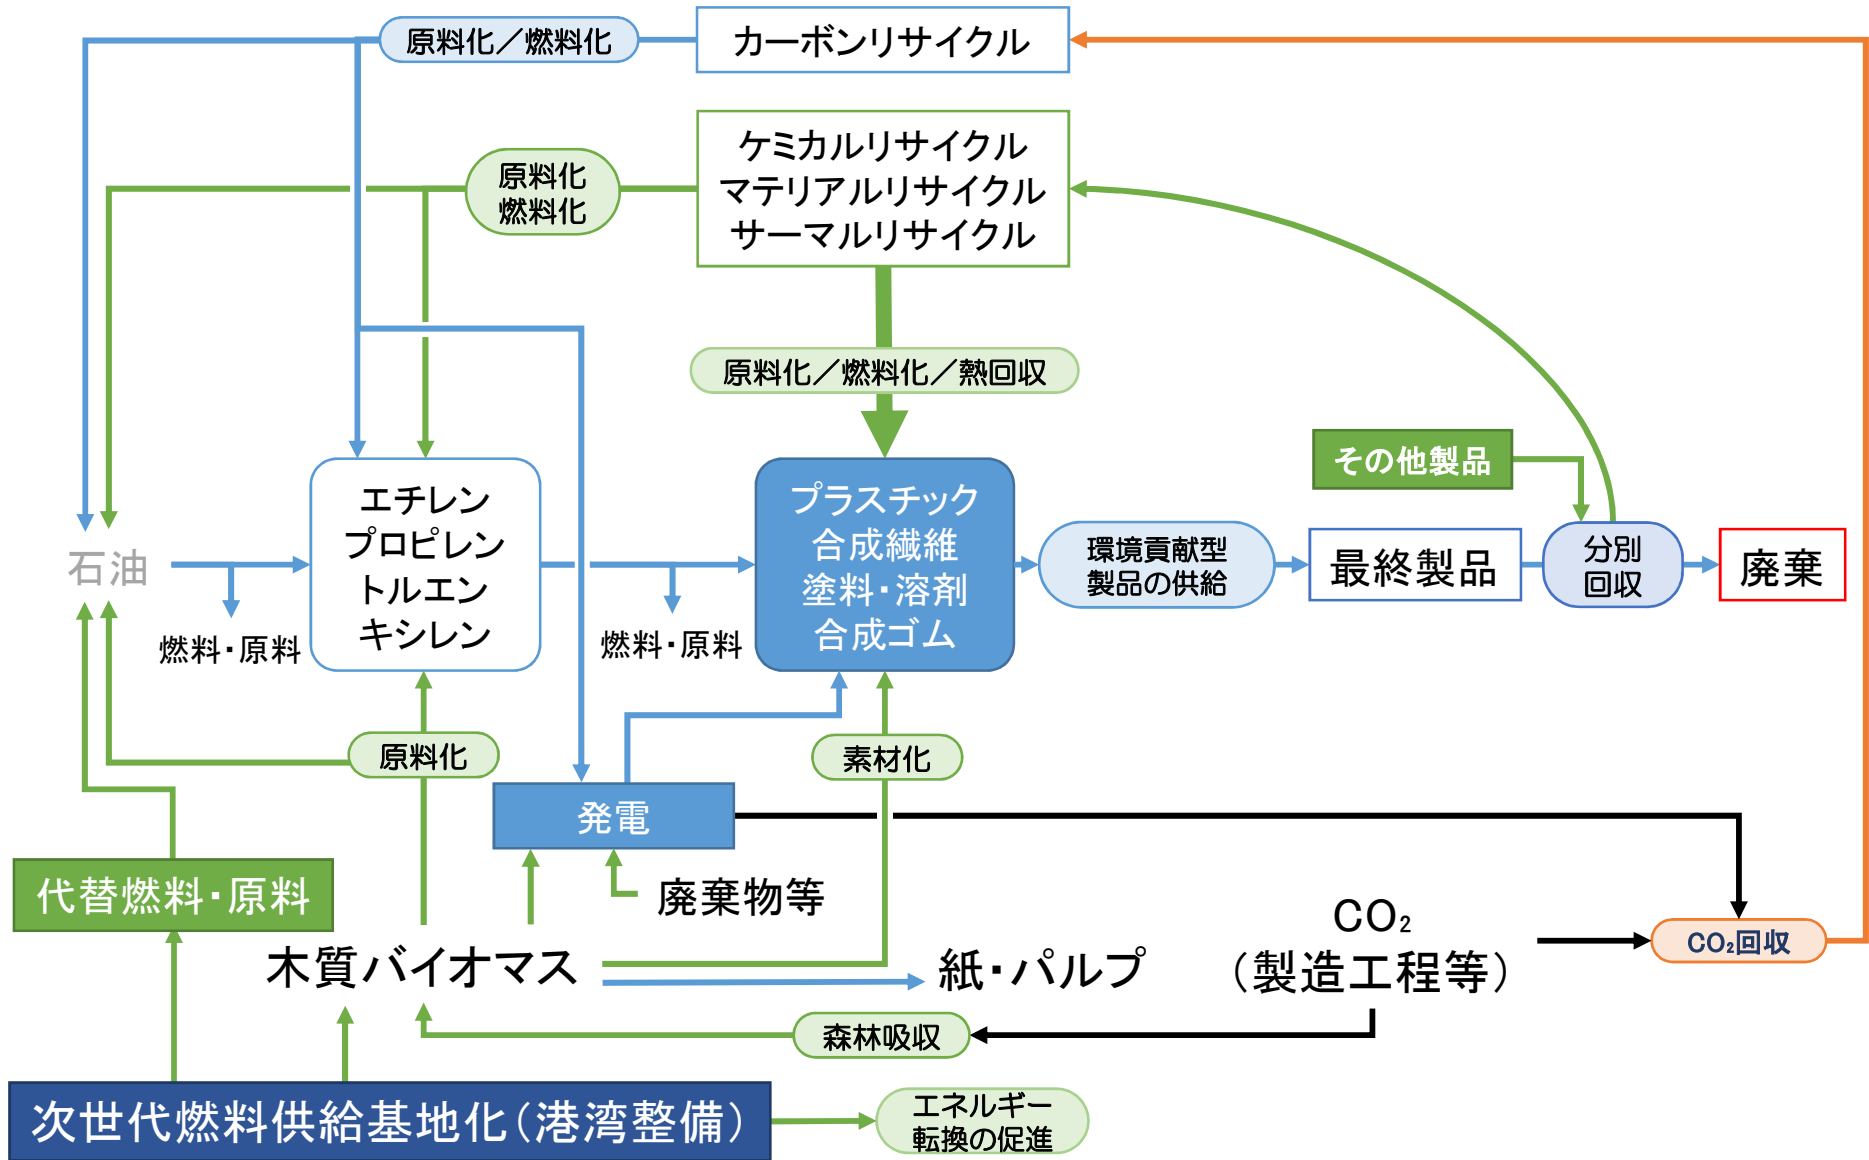 原料化／燃料化
カーボンリサイクル
ケミカルリサイクル
マテリアルリサイクル
サーマルリサイクル
原料化
燃料化
原料化／燃料化／熱回収
その他製品
石油
エチレン
プロピレン
トルエン
キシレン
プラスチック
合成繊維
塗料・溶剤
合成ゴム
環境貢献型
製品の供給
最終製品
分別
回収
廃棄
燃料・原料
燃料・原料
原料化
素材化
発電
代替燃料・原料
廃棄物等
木質バイオマス
紙・パルプ
CO₂
（製造工程等）
CO₂回収
森林吸収
次世代燃料供給基地化（港湾整備）
エネルギー
転換の促進